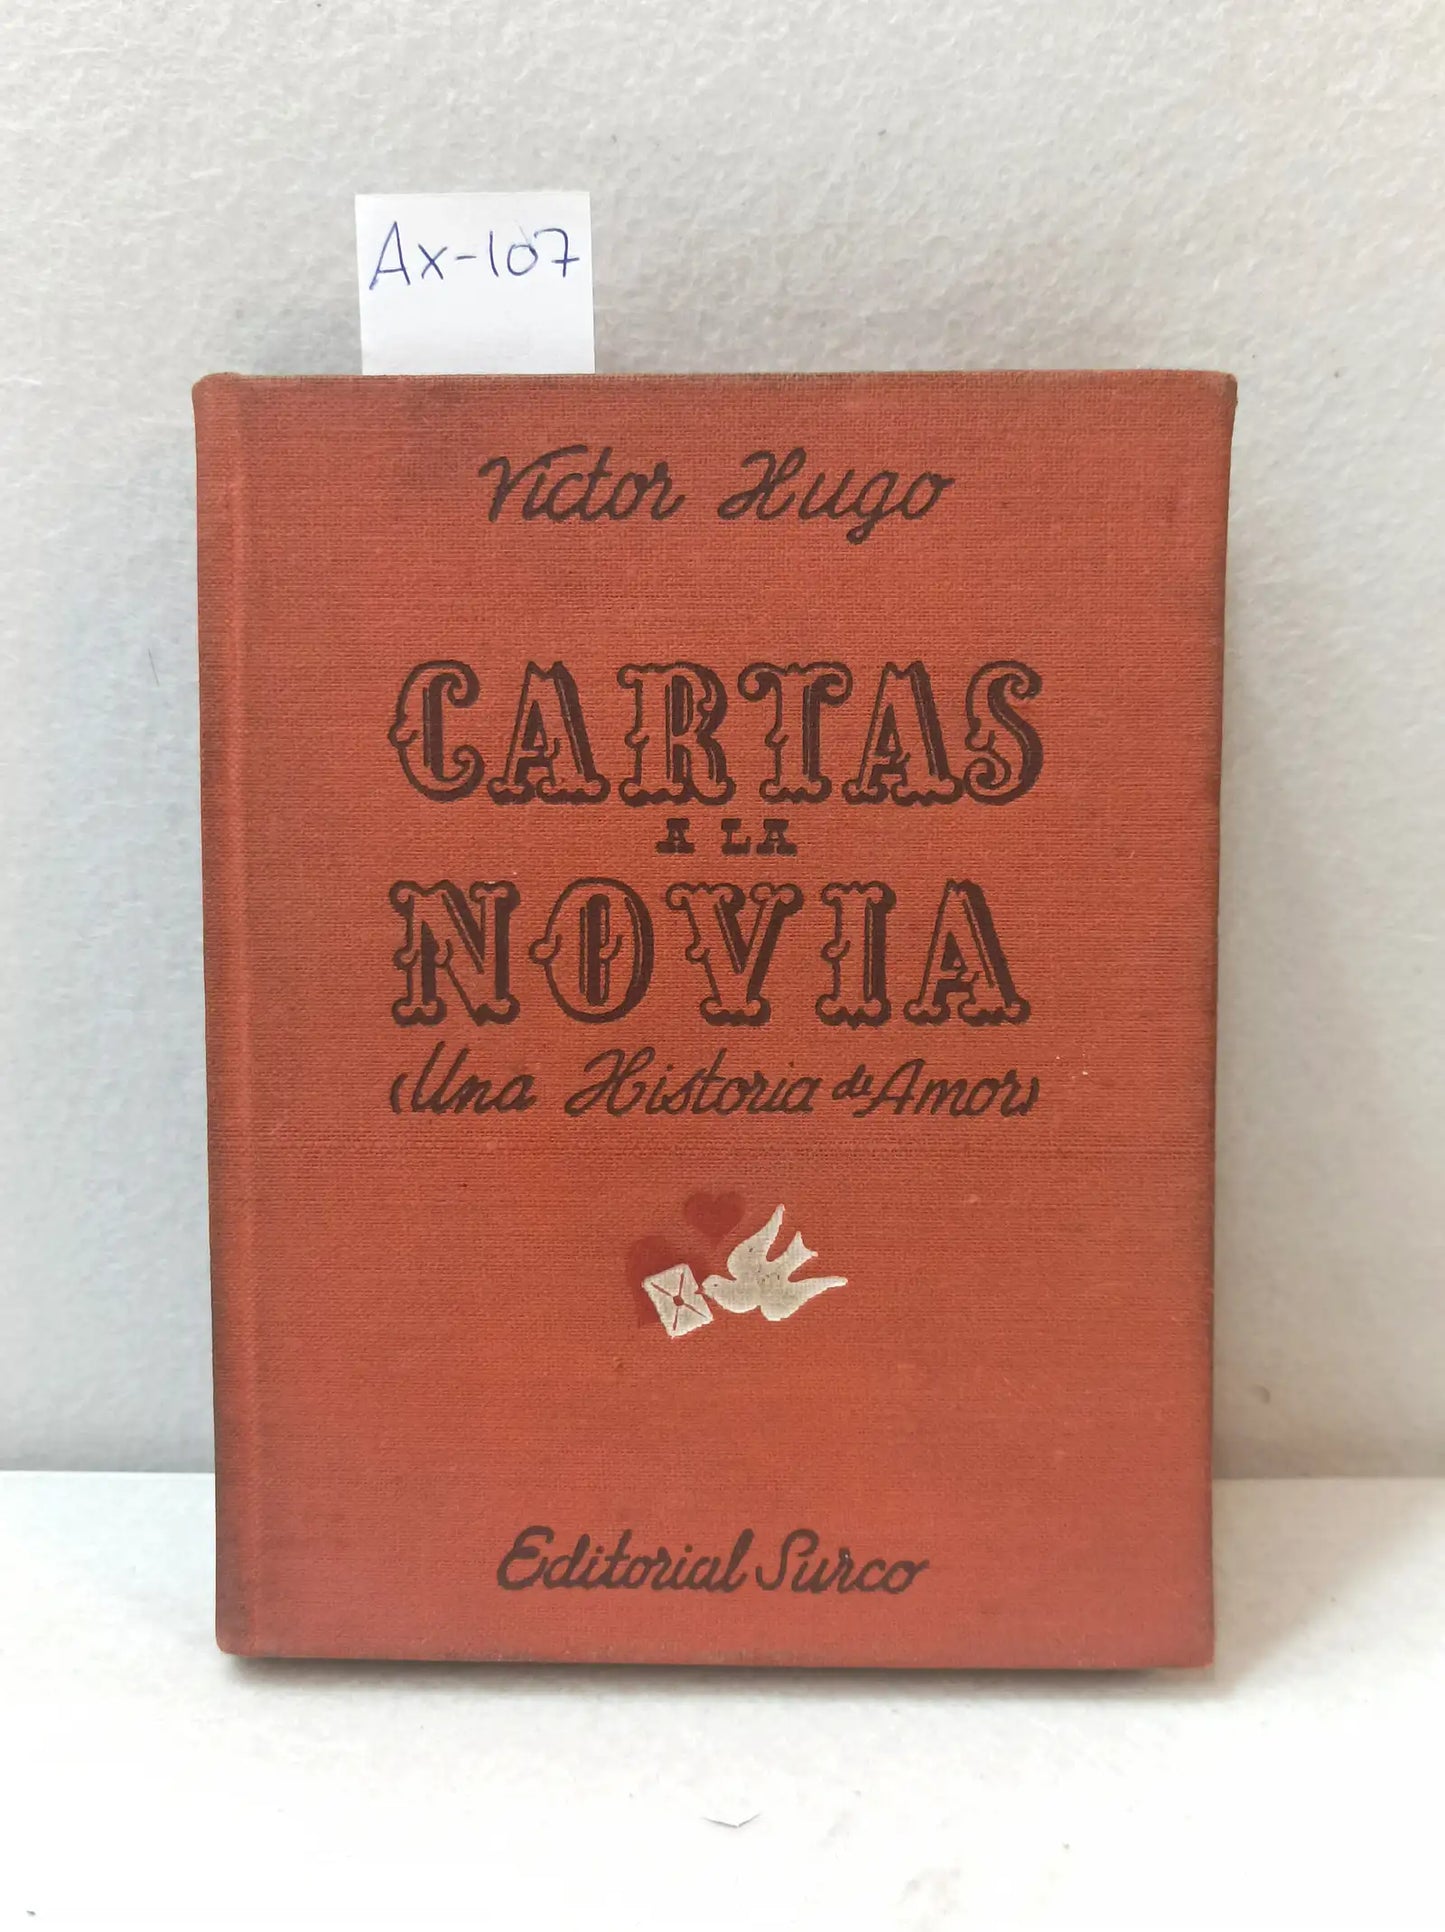 Ax-107
Victor Hugo
CARTAS
A LA
NOVIA
(Una Historia de Amor)
Editorial Surco